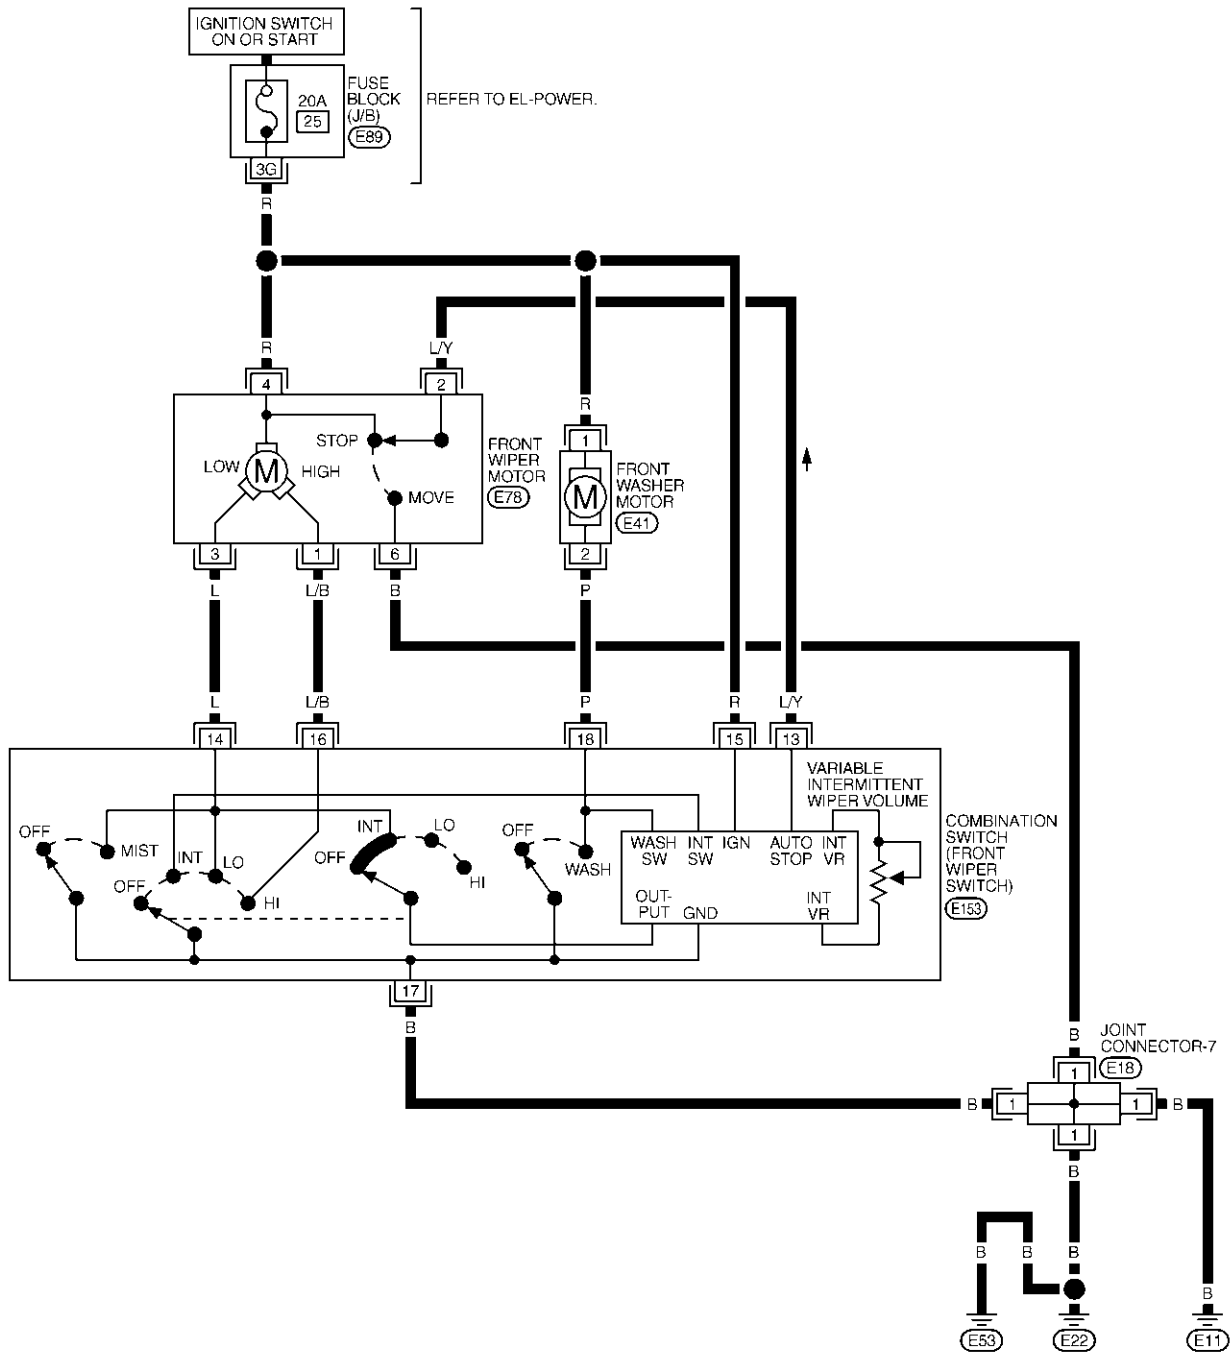 IGNITION SWITCH
ON OR START
20A
25
FUSE
BLOCK
(J/B)
E89
REFER TO EL-POWER.
3G
R
R
L/Y
4
2
R
STOP
LOW
M
HIGH
MOVE
FRONT
WIPER
MOTOR
E78
1
M
FRONT
WASHER
MOTOR
E41
3
1
6
2
L
L/B
B
P
L
L/B
P
R
L/Y
14
16
18
15
13
VARIABLE
INTERMITTENT
WIPER VOLUME
OFF
MIST
INT
LO
OFF
HI
INT
LO
OFF
HI
OFF
WASH
WASH
SW
INT
SW
IGN
AUTO
STOP
INT
VR
OUT-
PUT
GND
INT
VR
COMBINATION
SWITCH
(FRONT
WIPER
SWITCH)
E153
17
B
B
JOINT
CONNECTOR-7
E18
1
B
1
1
B
1
B
B
B
B
B
E53
E22
E11